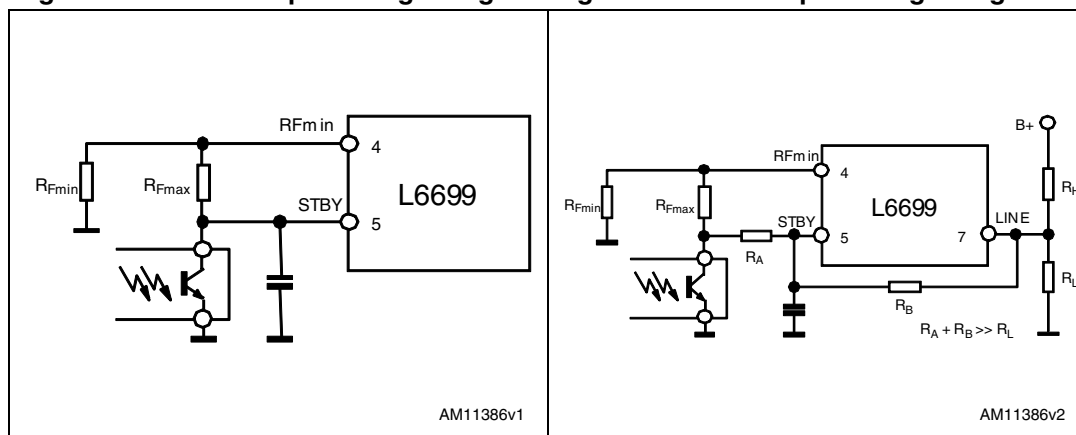 RFmin
4
RFmin
RFmax
STBY
5
L6699
AM11386v1
B+
RFmin
4
RFmin
RFmax
STBY
5
L6699
7
LINE
RA
RB
RL
RA + RB >> RL
AM11386v2